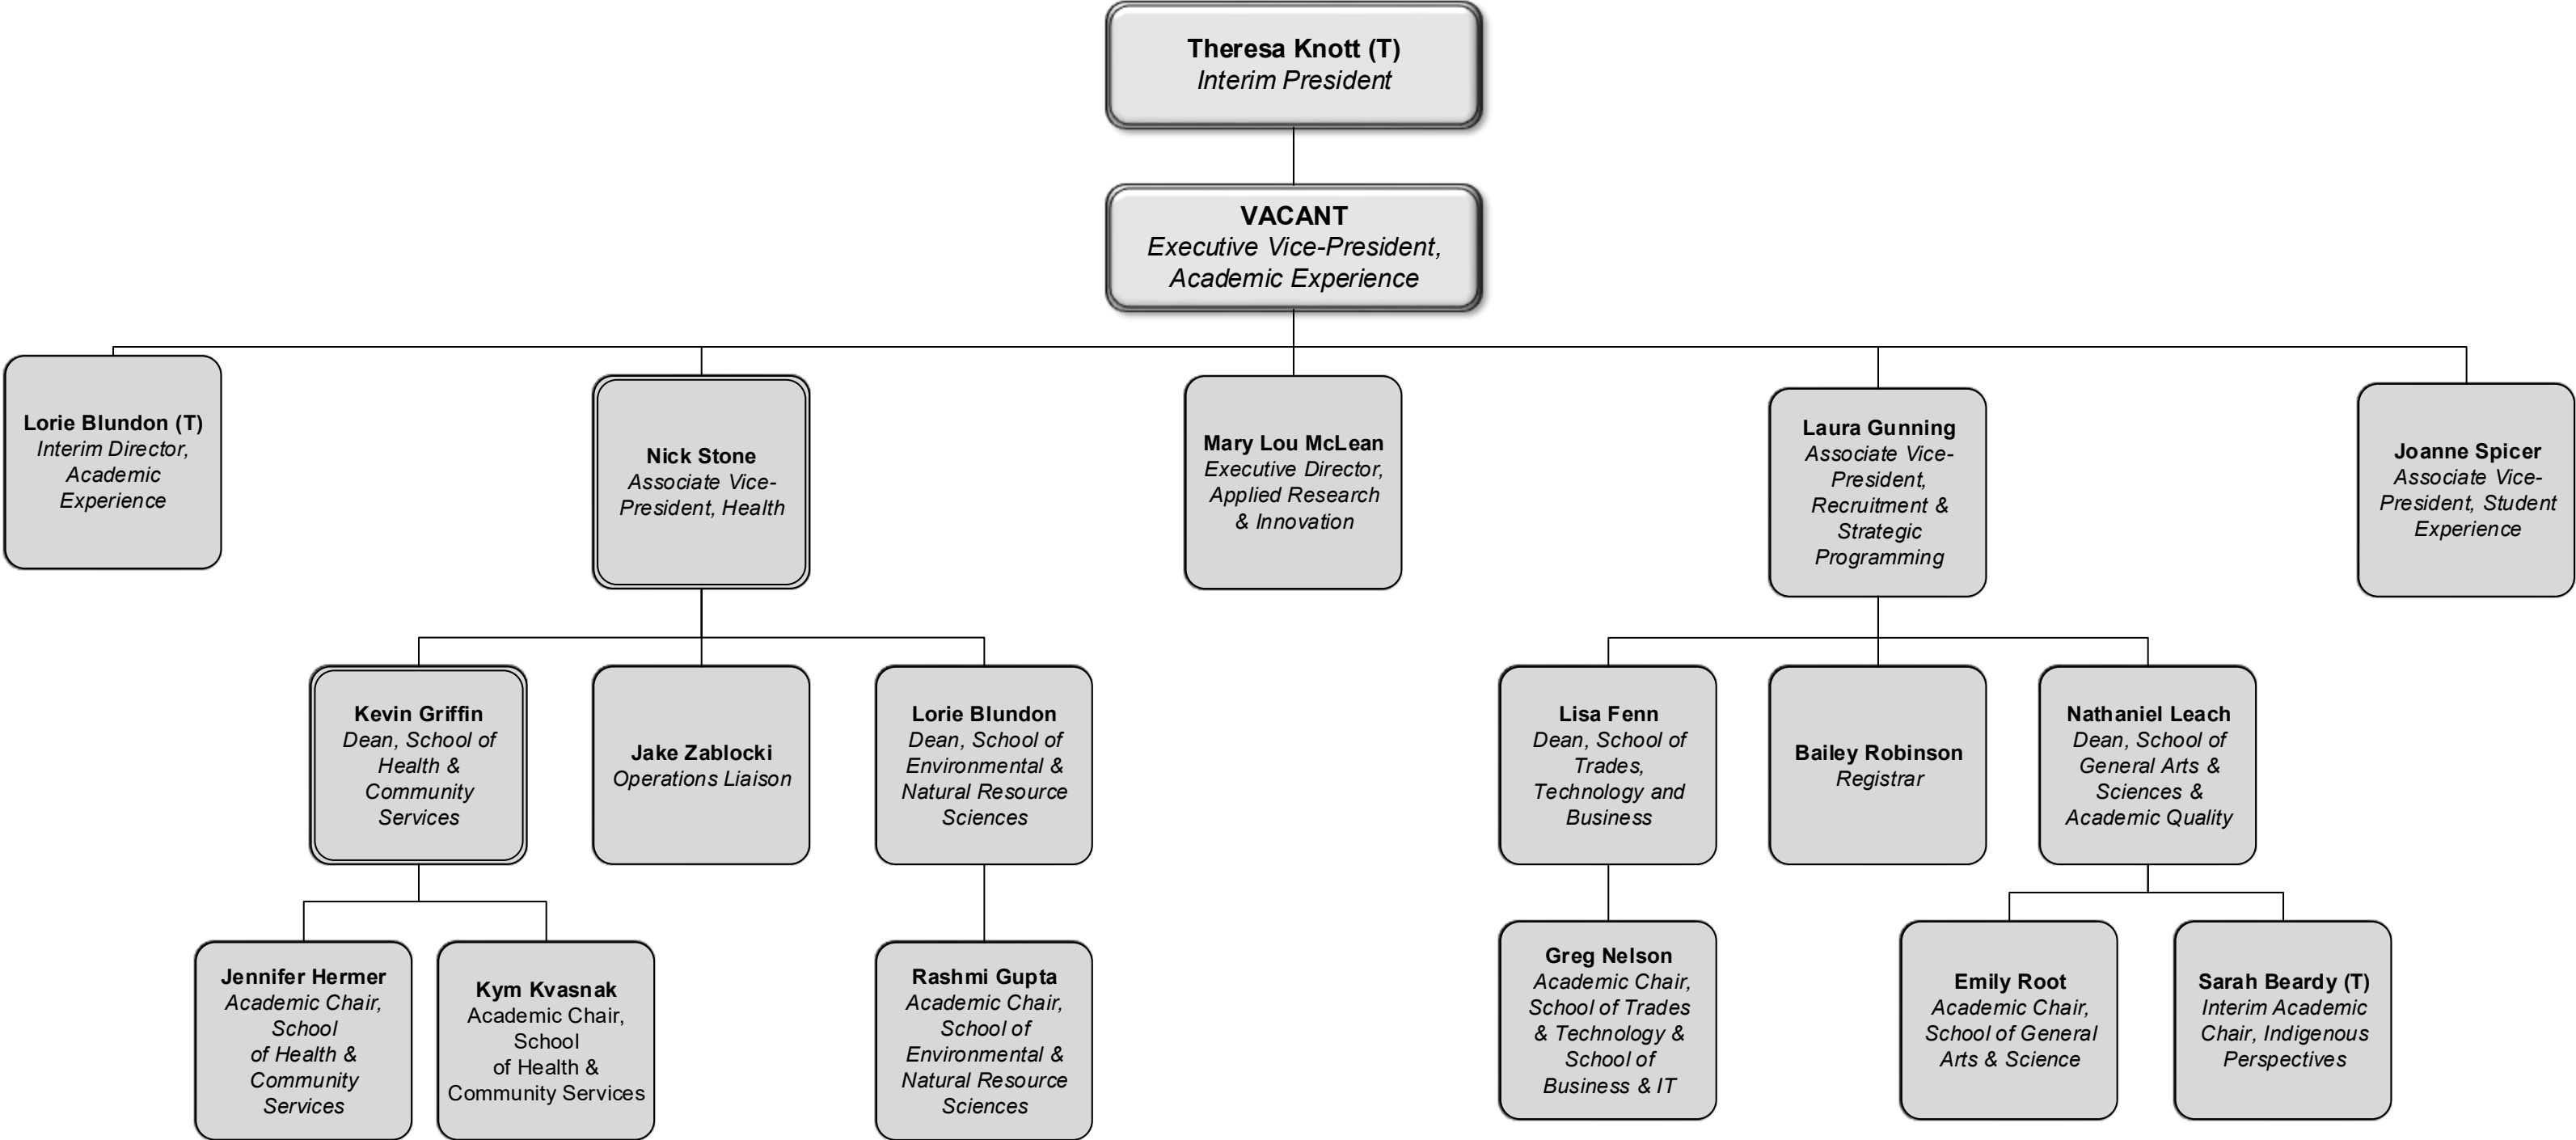 Theresa Knott (T)
Interim President
VACANT
Executive Vice-President,
Academic Experience
Lorie Blundon (T)
Interim Director,
Academic
Experience
Nick Stone
Associate Vice-
President, Health
Mary Lou McLean
Executive Director,
Applied Research
& Innovation
Laura Gunning
Associate Vice-
President,
Recruitment &
Strategic
Programming
Joanne Spicer
Associate Vice-
President, Student
Experience
Kevin Griffin
Dean, School of
Health &
Community
Services
Jake Zablocki
Operations Liaison
Lorie Blundon
Dean, School of
Environmental &
Natural Resource
Sciences
Lisa Fenn
Dean, School of
Trades,
Technology and
Business
Bailey Robinson
Registrar
Nathaniel Leach
Dean, School of
General Arts &
Sciences &
Academic Quality
Jennifer Hermer
Academic Chair,
School
of Health &
Community
Services
Kym Kvasnak
Academic Chair,
School
of Health &
Community Services
Rashmi Gupta
Academic Chair,
School of
Environmental &
Natural Resource
Sciences
Greg Nelson
Academic Chair,
School of Trades
& Technology &
School of
Business & IT
Emily Root
Academic Chair,
School of General
Arts & Science
Sarah Beardy (T)
Interim Academic
Chair, Indigenous
Perspectives